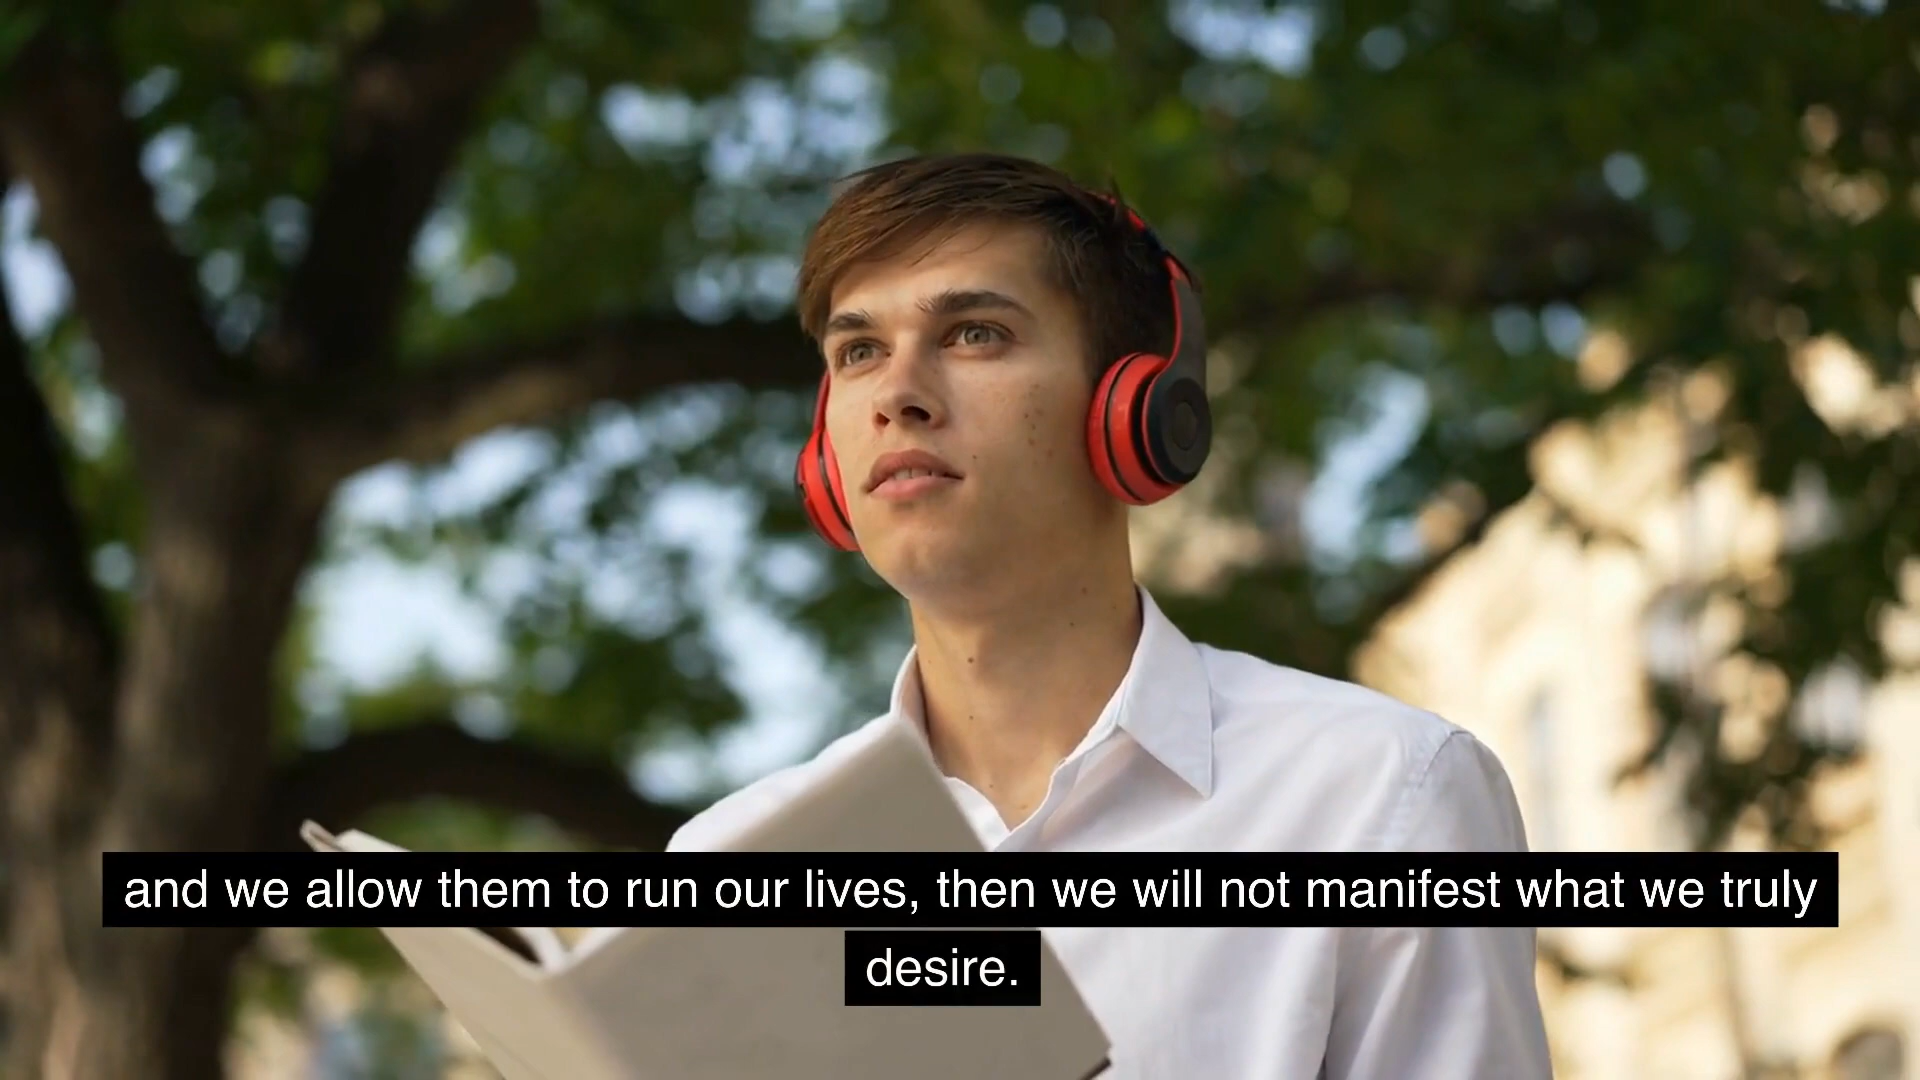 and we allow them to run our lives, then we will not manifest what we truly
desire.